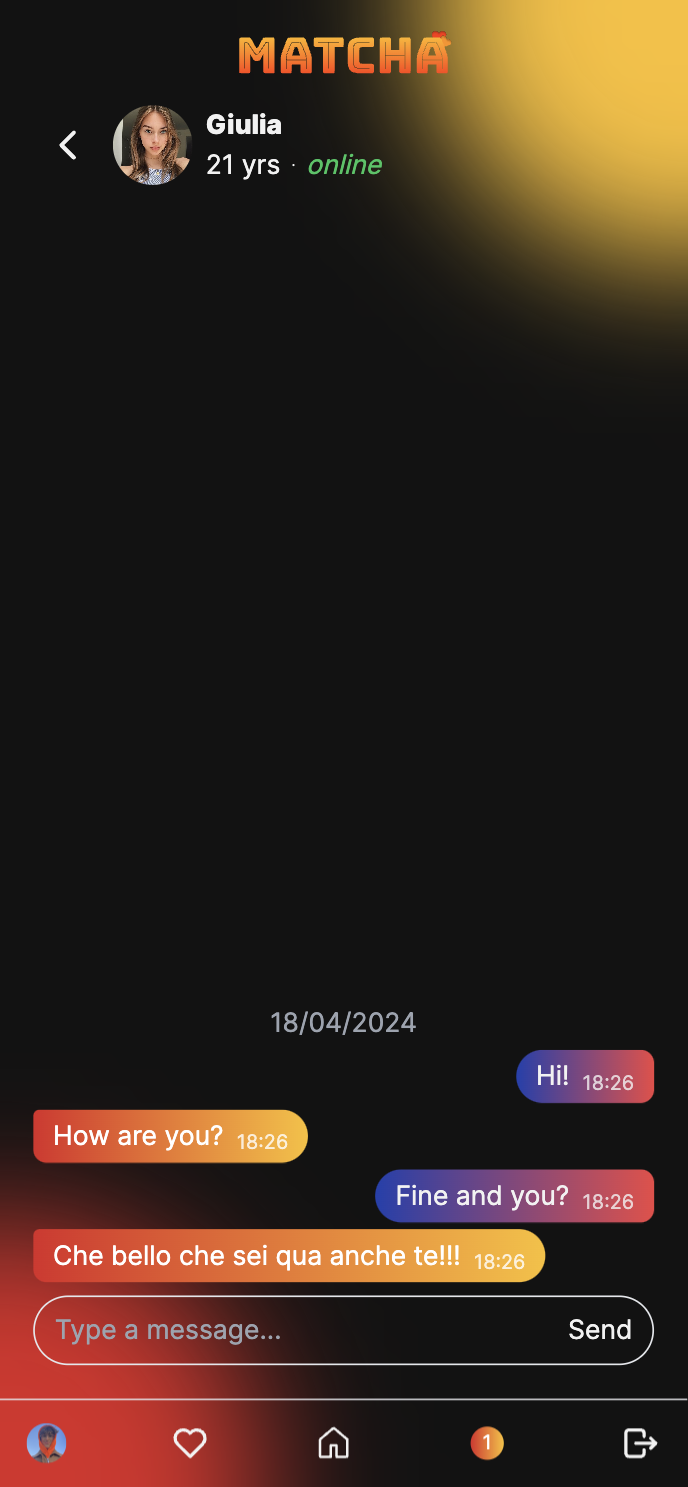 MATCHA
Giulia
21 yrs · online
18/04/2024
Hi! 18:26
How are you? 18:26
Fine and you? 18:26
Che bello che sei qua anche te!!! 18:26
Type a message... Send
1